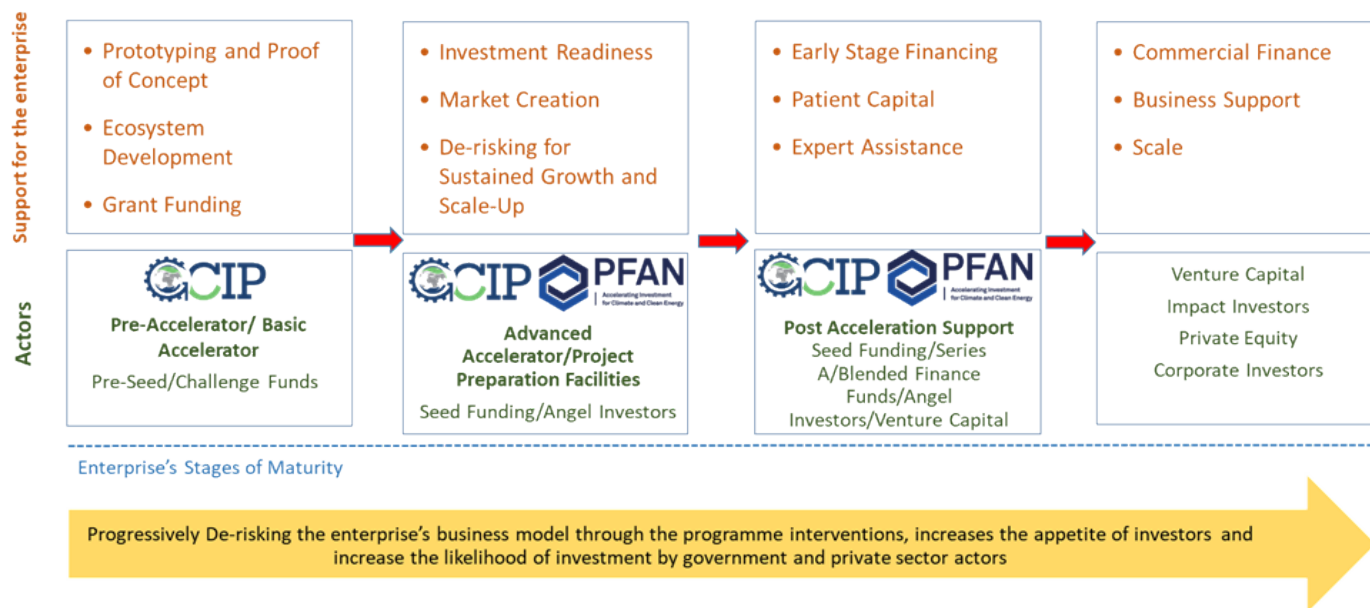 Support for the enterprise
• Prototyping and Proof
of Concept
• Ecosystem
Development
• Grant Funding
• Investment Readiness
• Market Creation
• De-risking for
Sustained Growth and
Scale-Up
• Early Stage Financing
• Patient Capital
• Expert Assistance
• Commercial Finance
• Business Support
• Scale
Actors
GCIP
Pre-Accelerator/ Basic
Accelerator
Pre-Seed/Challenge Funds
GCIP
PFAN
Accelerating Investment
for Climate and Clean Energy
Advanced
Accelerator/Project
Preparation Facilities
Seed Funding/Angel Investors
GCIP
PFAN
Accelerating Investment
for Climate and Clean Energy
Post Acceleration Support
Seed Funding/Series
A/Blended Finance
Funds/Angel
Investors/Venture Capital
Venture Capital
Impact Investors
Private Equity
Corporate Investors
Enterprise's Stages of Maturity
Progressively De-risking the enterprise's business model through the programme interventions, increases the appetite of investors and
increase the likelihood of investment by government and private sector actors